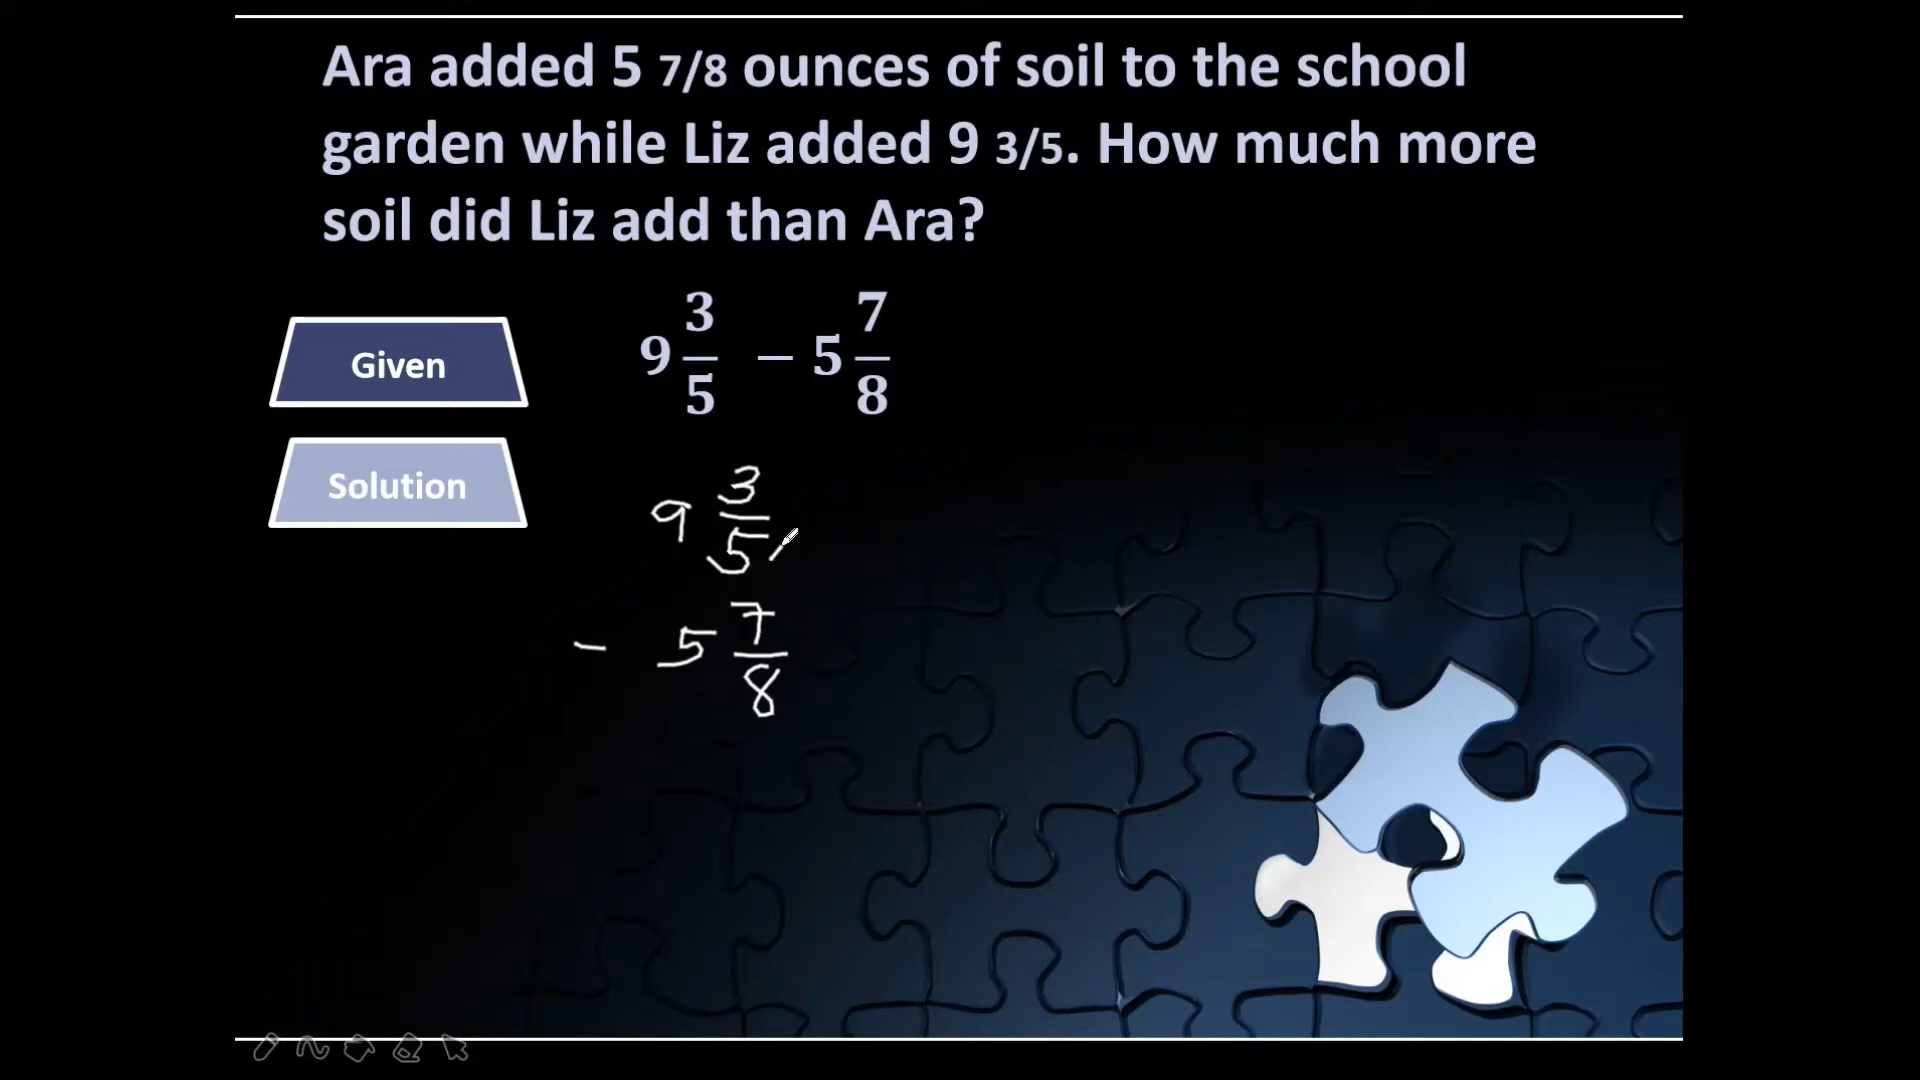 Ara added 5 7/8 ounces of soil to the school
garden while Liz added 9 3/5. How much more
soil did Liz add than Ara?
Given
9 3/5 - 5 7/8
Solution
9 3/5
- 5 7/8